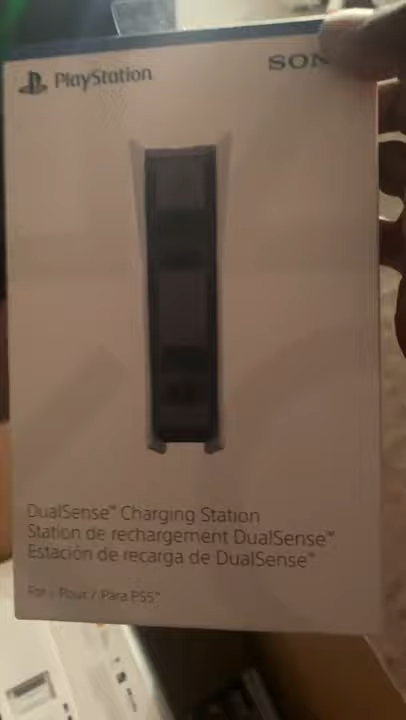 PlayStation
SON
DualSense™ Charging Station
Station de rechargement DualSense™
Estación de recarga de DualSense™
For / Pour / Para PS5™